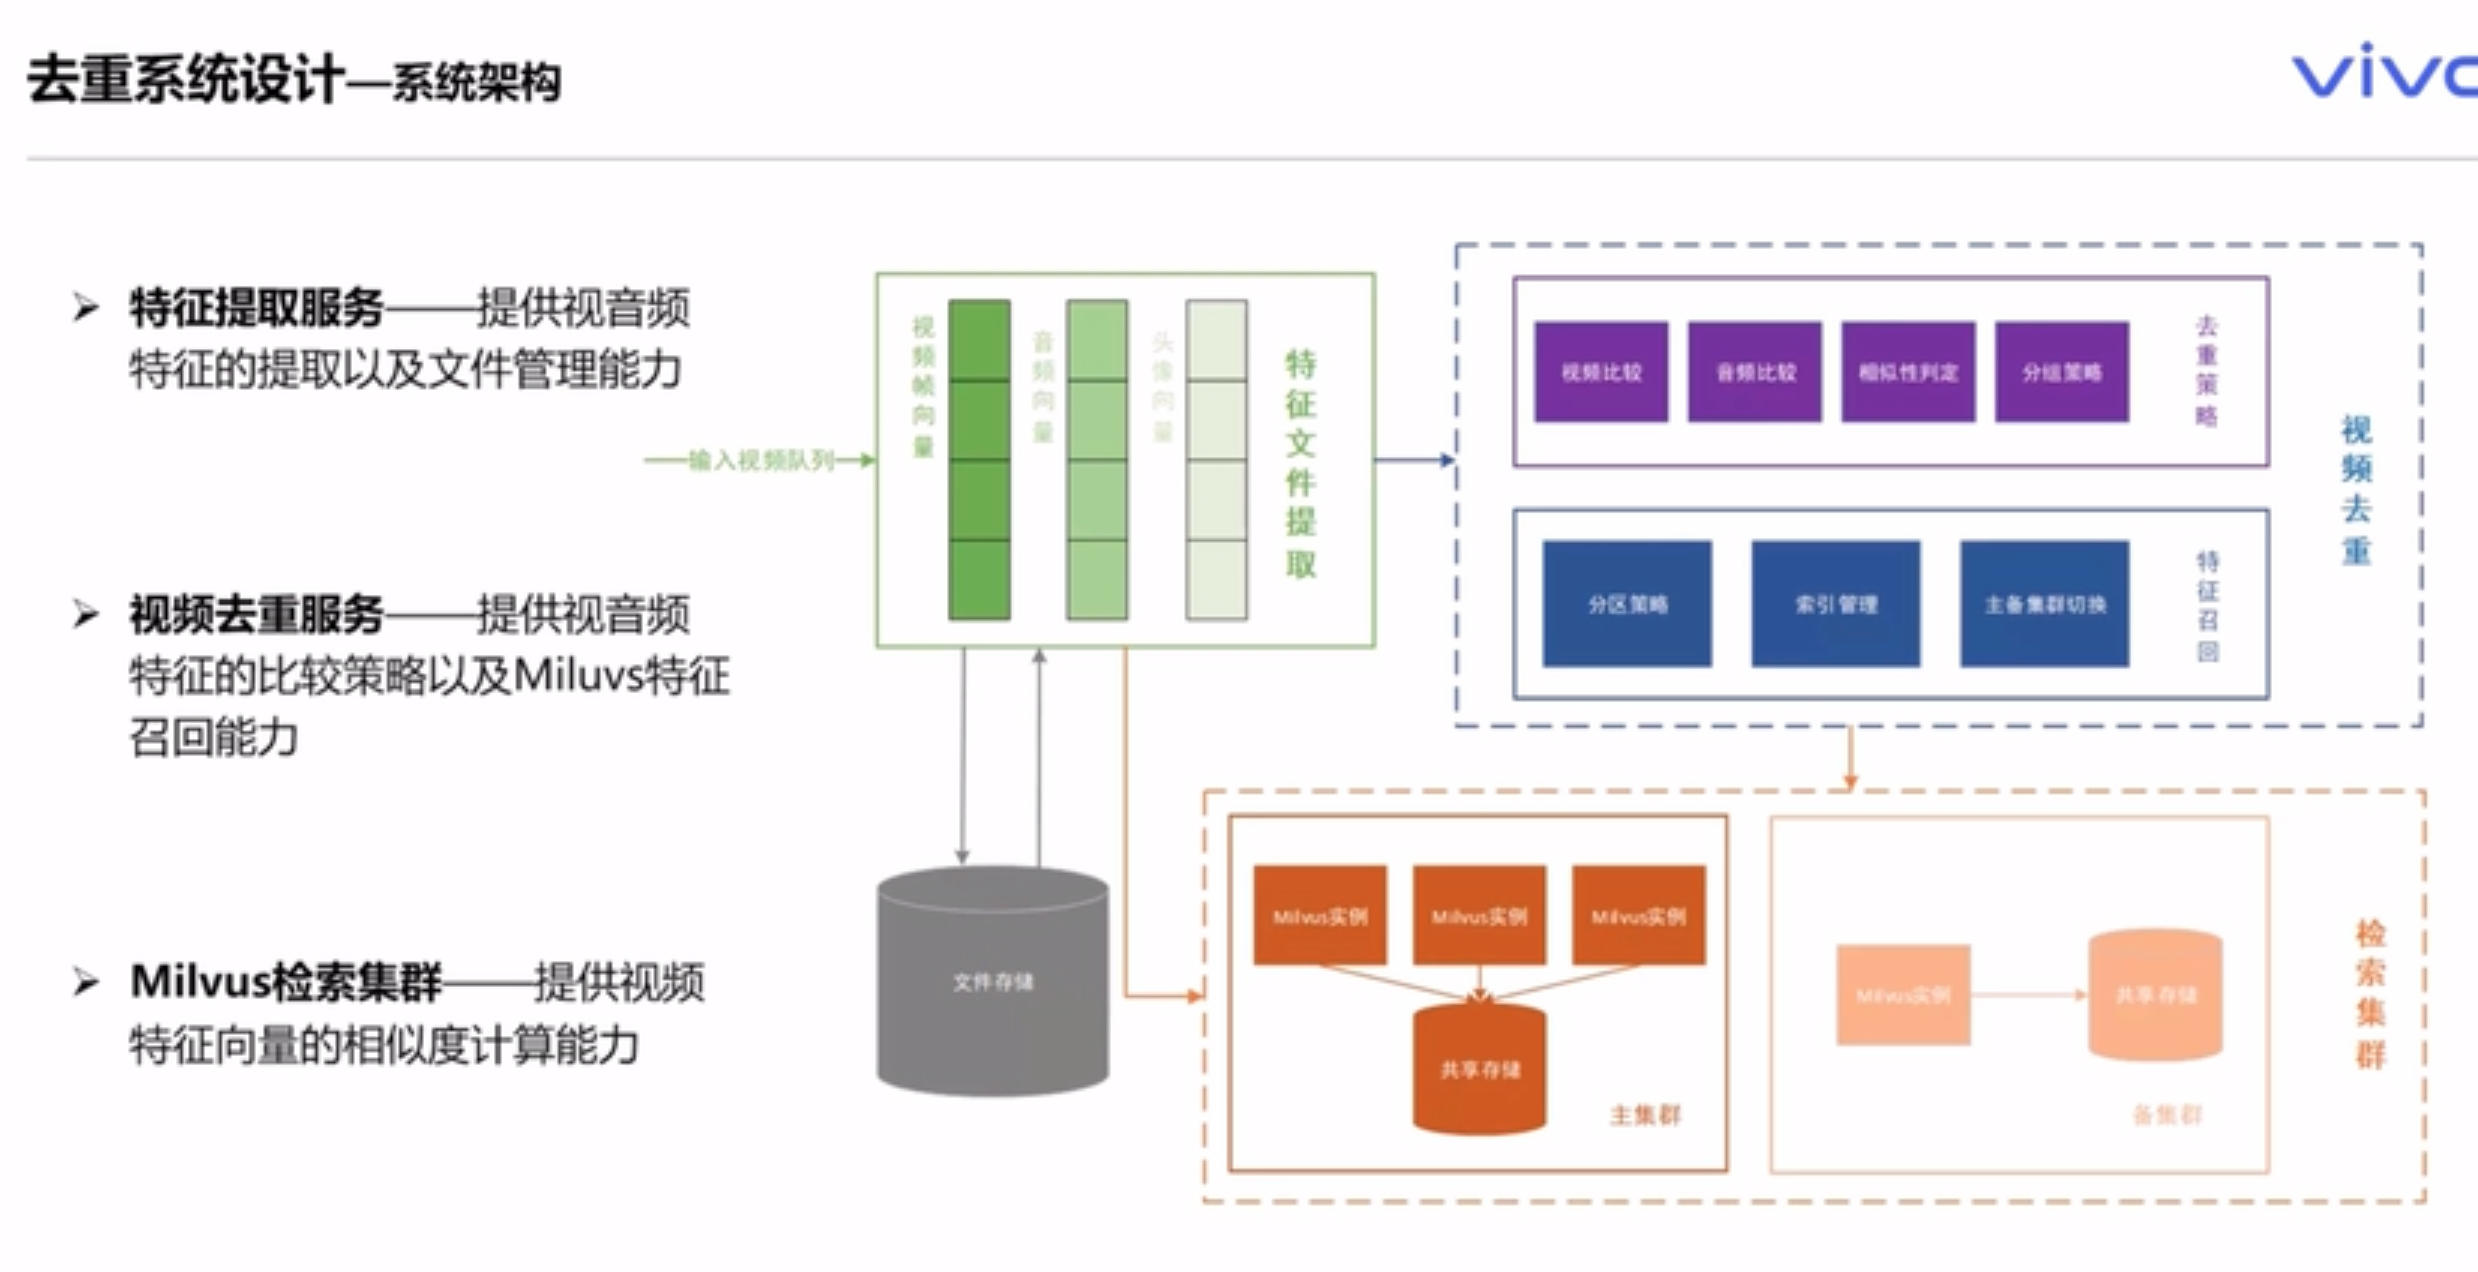 去重系统设计—系统架构
vivo
➢ 特征提取服务——提供视音频
特征的提取以及文件管理能力
➢ 视频去重服务——提供视音频
特征的比较策略以及Miluvs特征
召回能力
➢ Milvus检索集群——提供视频
特征向量的相似度计算能力
输入视频队列
视频帧向量
音频向量
头像向量
特征文件提取
视频比较
音频比较
相似性判定
分组策略
去重策略
分区策略
索引管理
主备集群切换
特征召回
视频去重
文件存储
Milvus实例
Milvus实例
Milvus实例
共享存储
主集群
Milvus实例
共享存储
备集群
检索集群